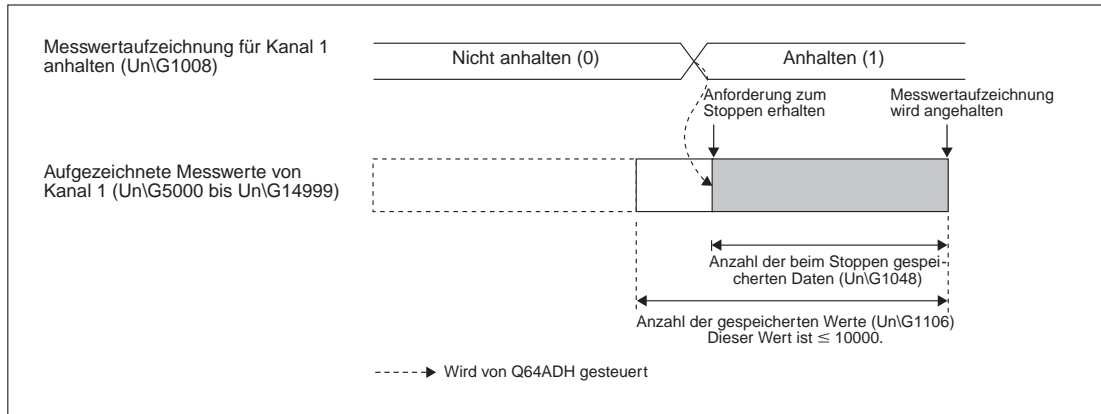 Messwertaufzeichnung für Kanal 1
anhalten (Un\G1008)
Nicht anhalten (0)
Anhalten (1)
Anforderung zum
Stoppen erhalten
Messwertaufzeichnung
wird angehalten
Aufgezeichnete Messwerte von
Kanal 1 (Un\G5000 bis Un\G14999)
Anzahl der beim Stoppen gespei-
cherten Daten (Un\G1048)
Anzahl der gespeicherten Werte (Un\G1106)
Dieser Wert ist ≤ 10000.
Wird von Q64ADH gesteuert